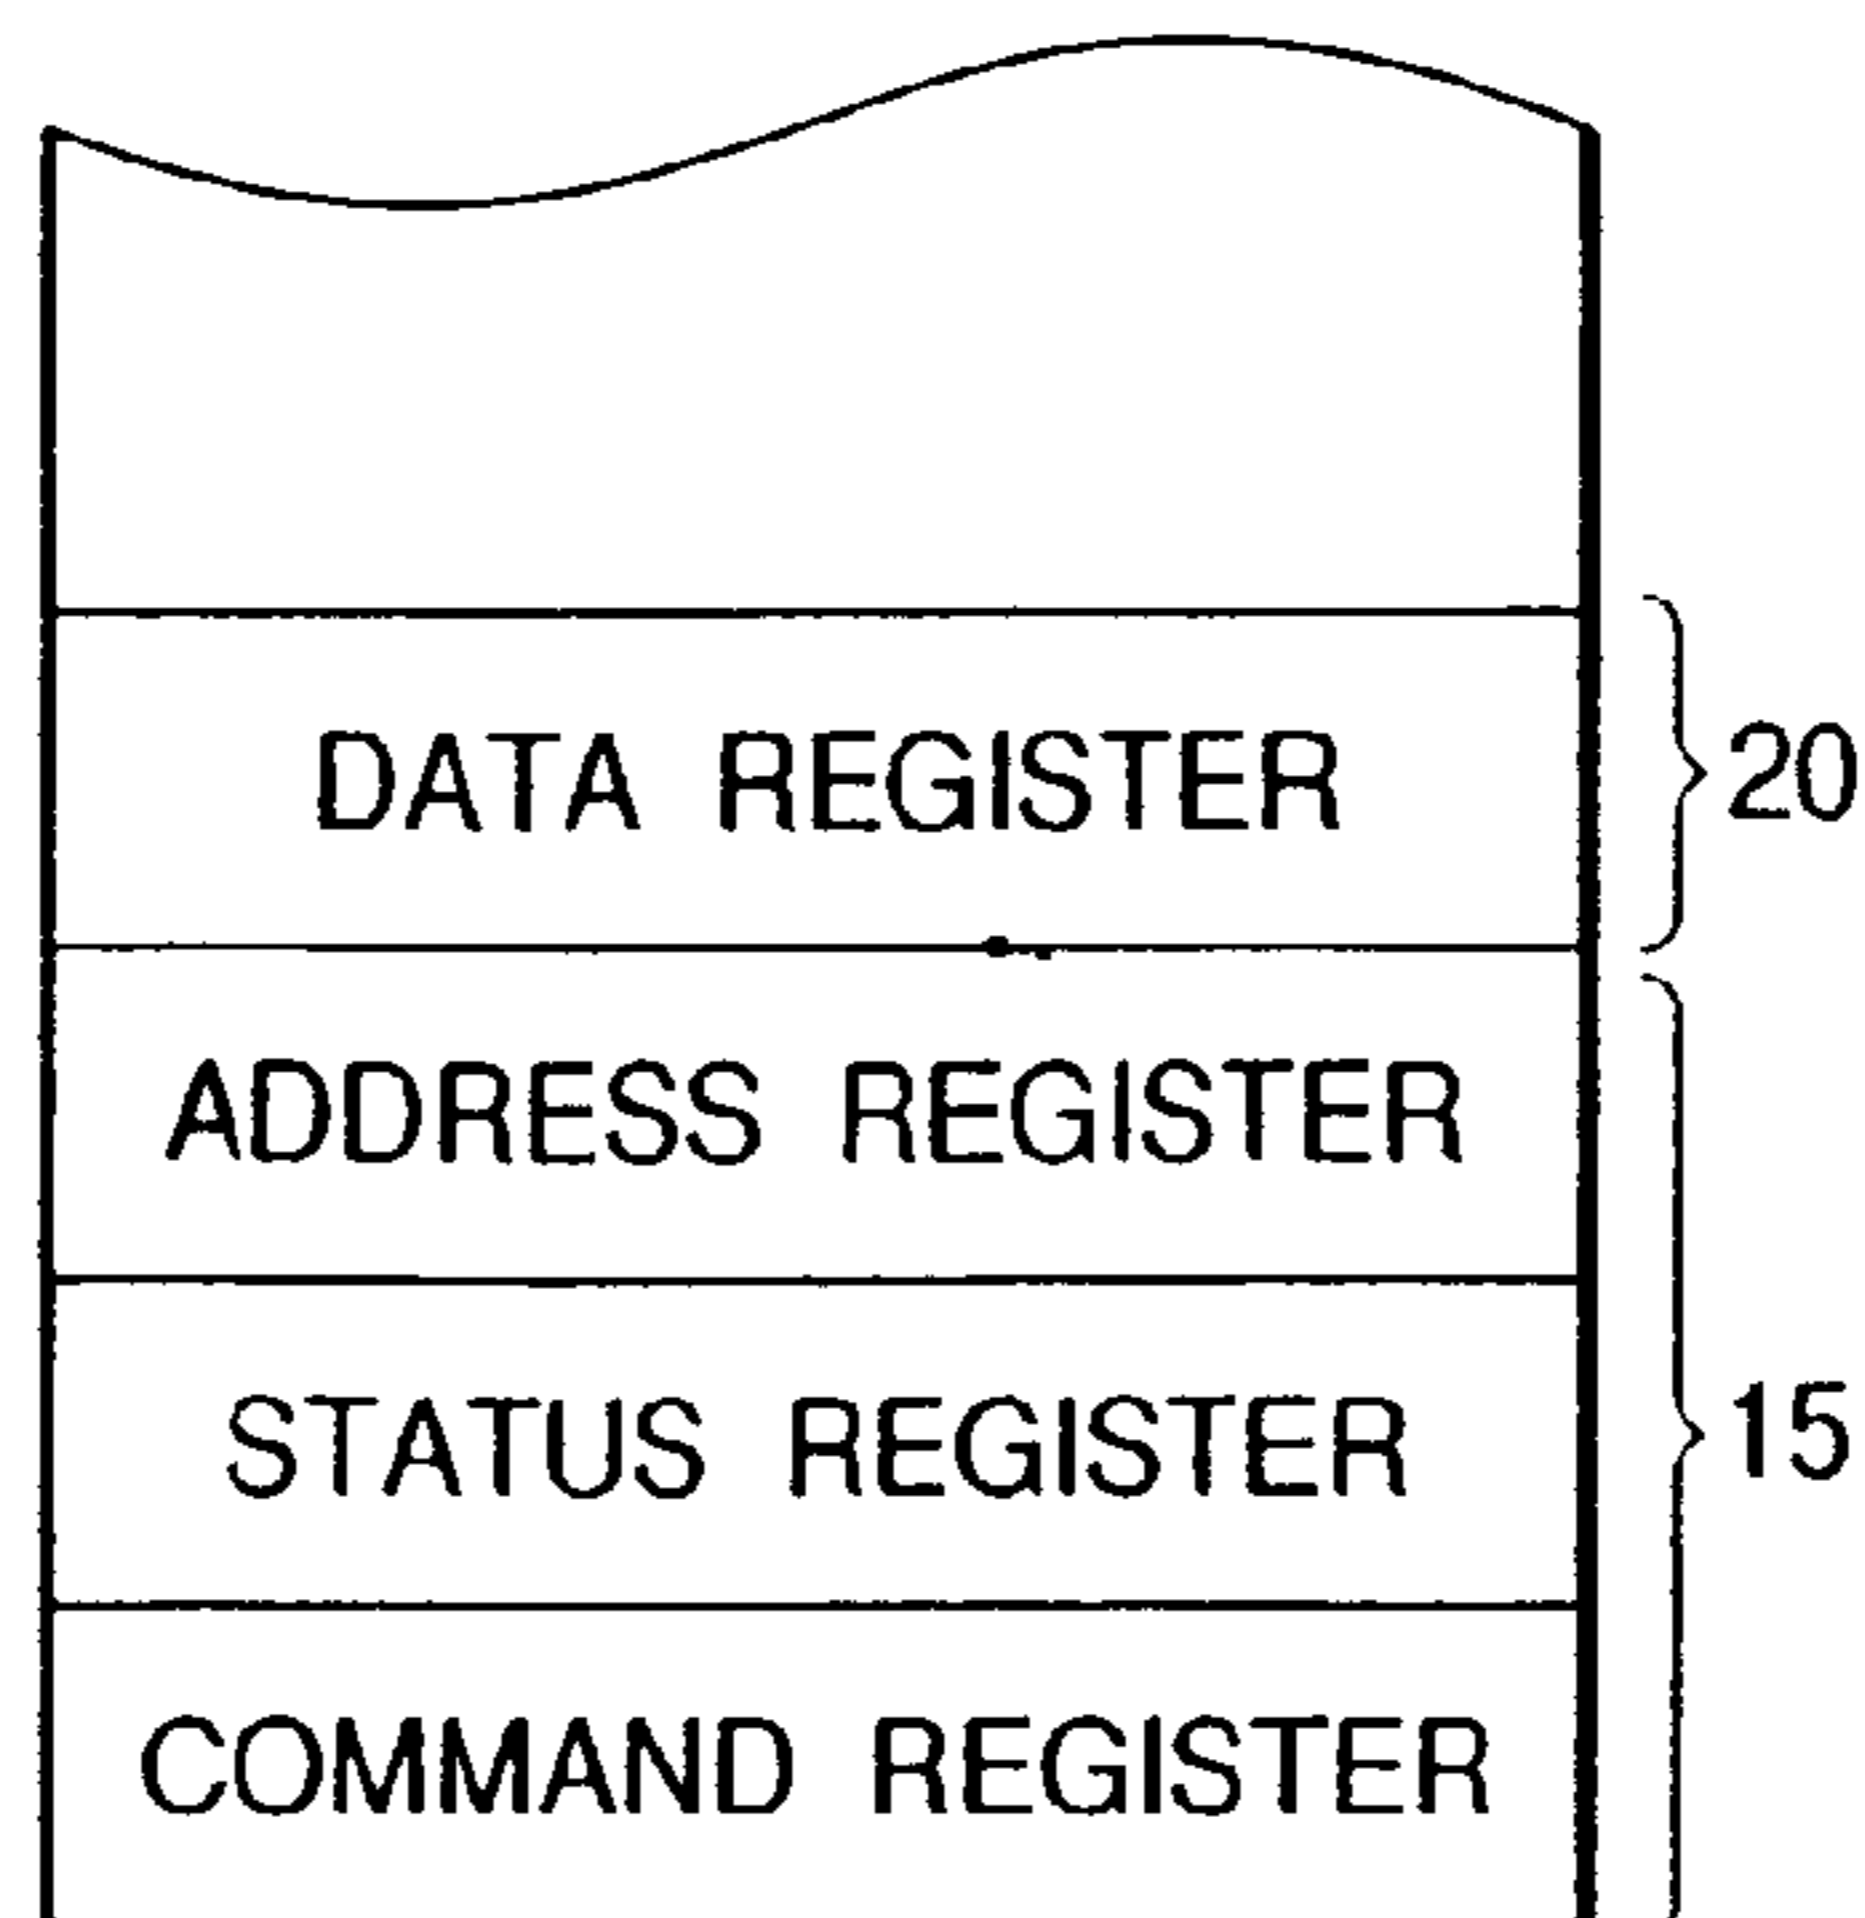 DATA REGISTER
20
ADDRESS REGISTER
STATUS REGISTER
15
COMMAND REGISTER